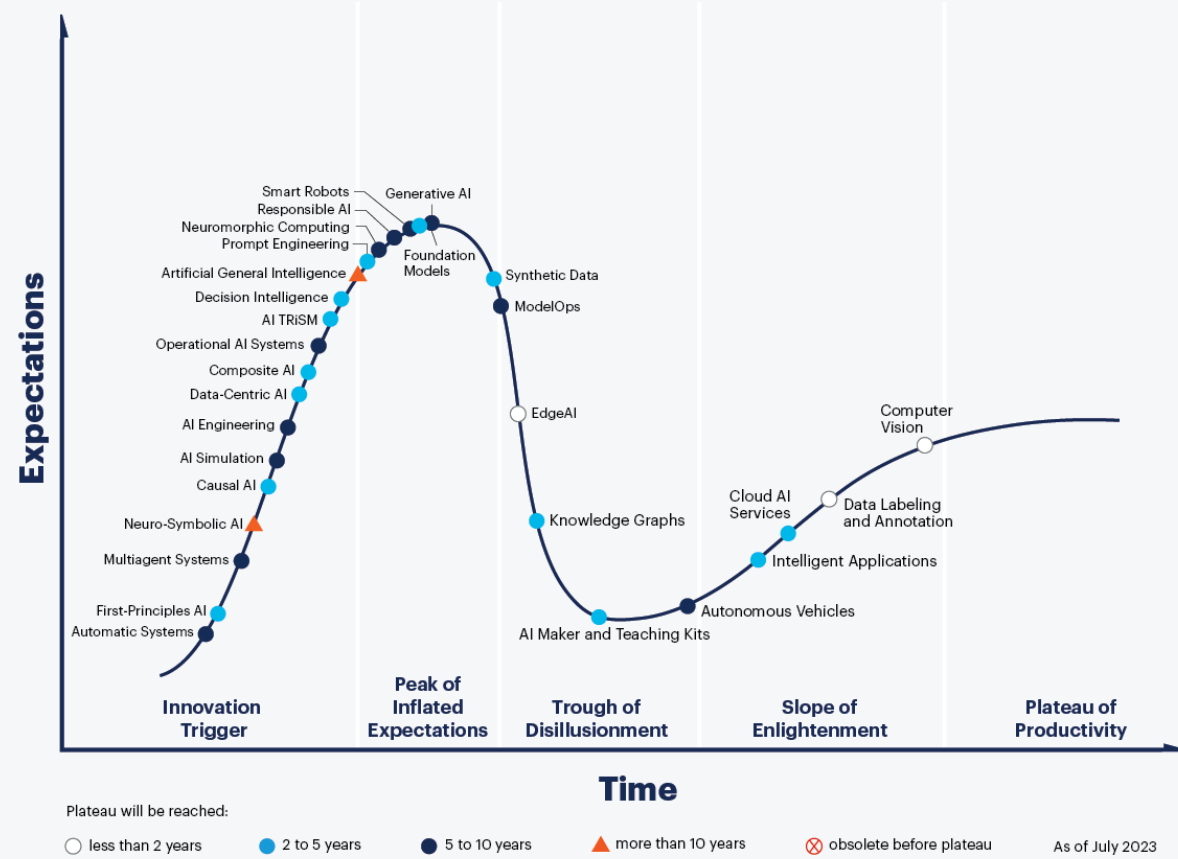 Expectations
Smart Robots
Generative AI
Responsible AI
Neuromorphic Computing
Prompt Engineering
Foundation
Models
Artificial General Intelligence
Synthetic Data
Decision Intelligence
ModelOps
AI TRiSM
Operational AI Systems
Composite AI
Data-Centric AI
EdgeAI
AI Engineering
AI Simulation
Causal AI
Neuro-Symbolic AI
Knowledge Graphs
Multiagent Systems
First-Principles AI
Automatic Systems
AI Maker and Teaching Kits
Autonomous Vehicles
Intelligent Applications
Cloud AI
Services
Data Labeling
and Annotation
Computer
Vision
Innovation
Trigger
Peak of
Inflated
Expectations
Trough of
Disillusionment
Slope of
Enlightenment
Plateau of
Productivity
Time
Plateau will be reached:
less than 2 years
2 to 5 years
5 to 10 years
more than 10 years
obsolete before plateau
As of July 2023